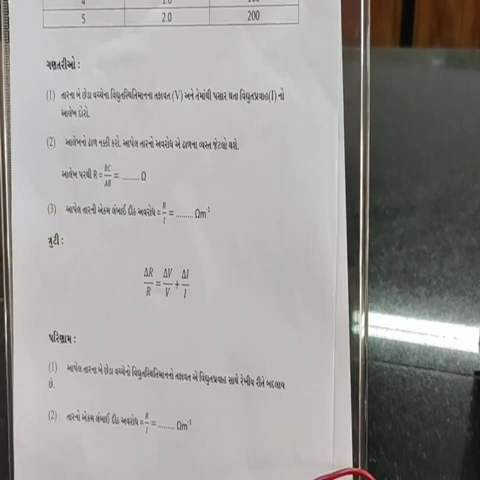 4 1.6
5 2.0 200
ગણતરીઓ :
(1) તારના બે છેડા વચ્ચેના વિદ્યુતસ્થિતિમાનના તફાવત (V) અને તેમાંથી પસાર થતા વિદ્યુતપ્રવાહ(I) નો
આલેખ દોરો.
(2) આલેખનો ઢાળ નક્કી કરો. આપેલ તારનો અવરોધ એ ઢાળના વ્યસ્ત જેટલો થશે.
આલેખ પરથી R = BC/AB = ....... Ω
(3) આપેલ તારની એકમ લંબાઈ દીઠ અવરોધ = R/l = ........ Ωm⁻¹
ત્રુટી :
ΔR/R = ΔV/V + ΔI/I
પરિણામ :
(1) આપેલ તારના બે છેડા વચ્ચેનો વિદ્યુતસ્થિતિમાનનો તફાવત એ વિદ્યુતપ્રવાહ સાથે રેખીય રીતે બદલાય
છે.
(2) તારનો એકમ લંબાઈ દીઠ અવરોધ = R/l = ........ Ωm⁻¹